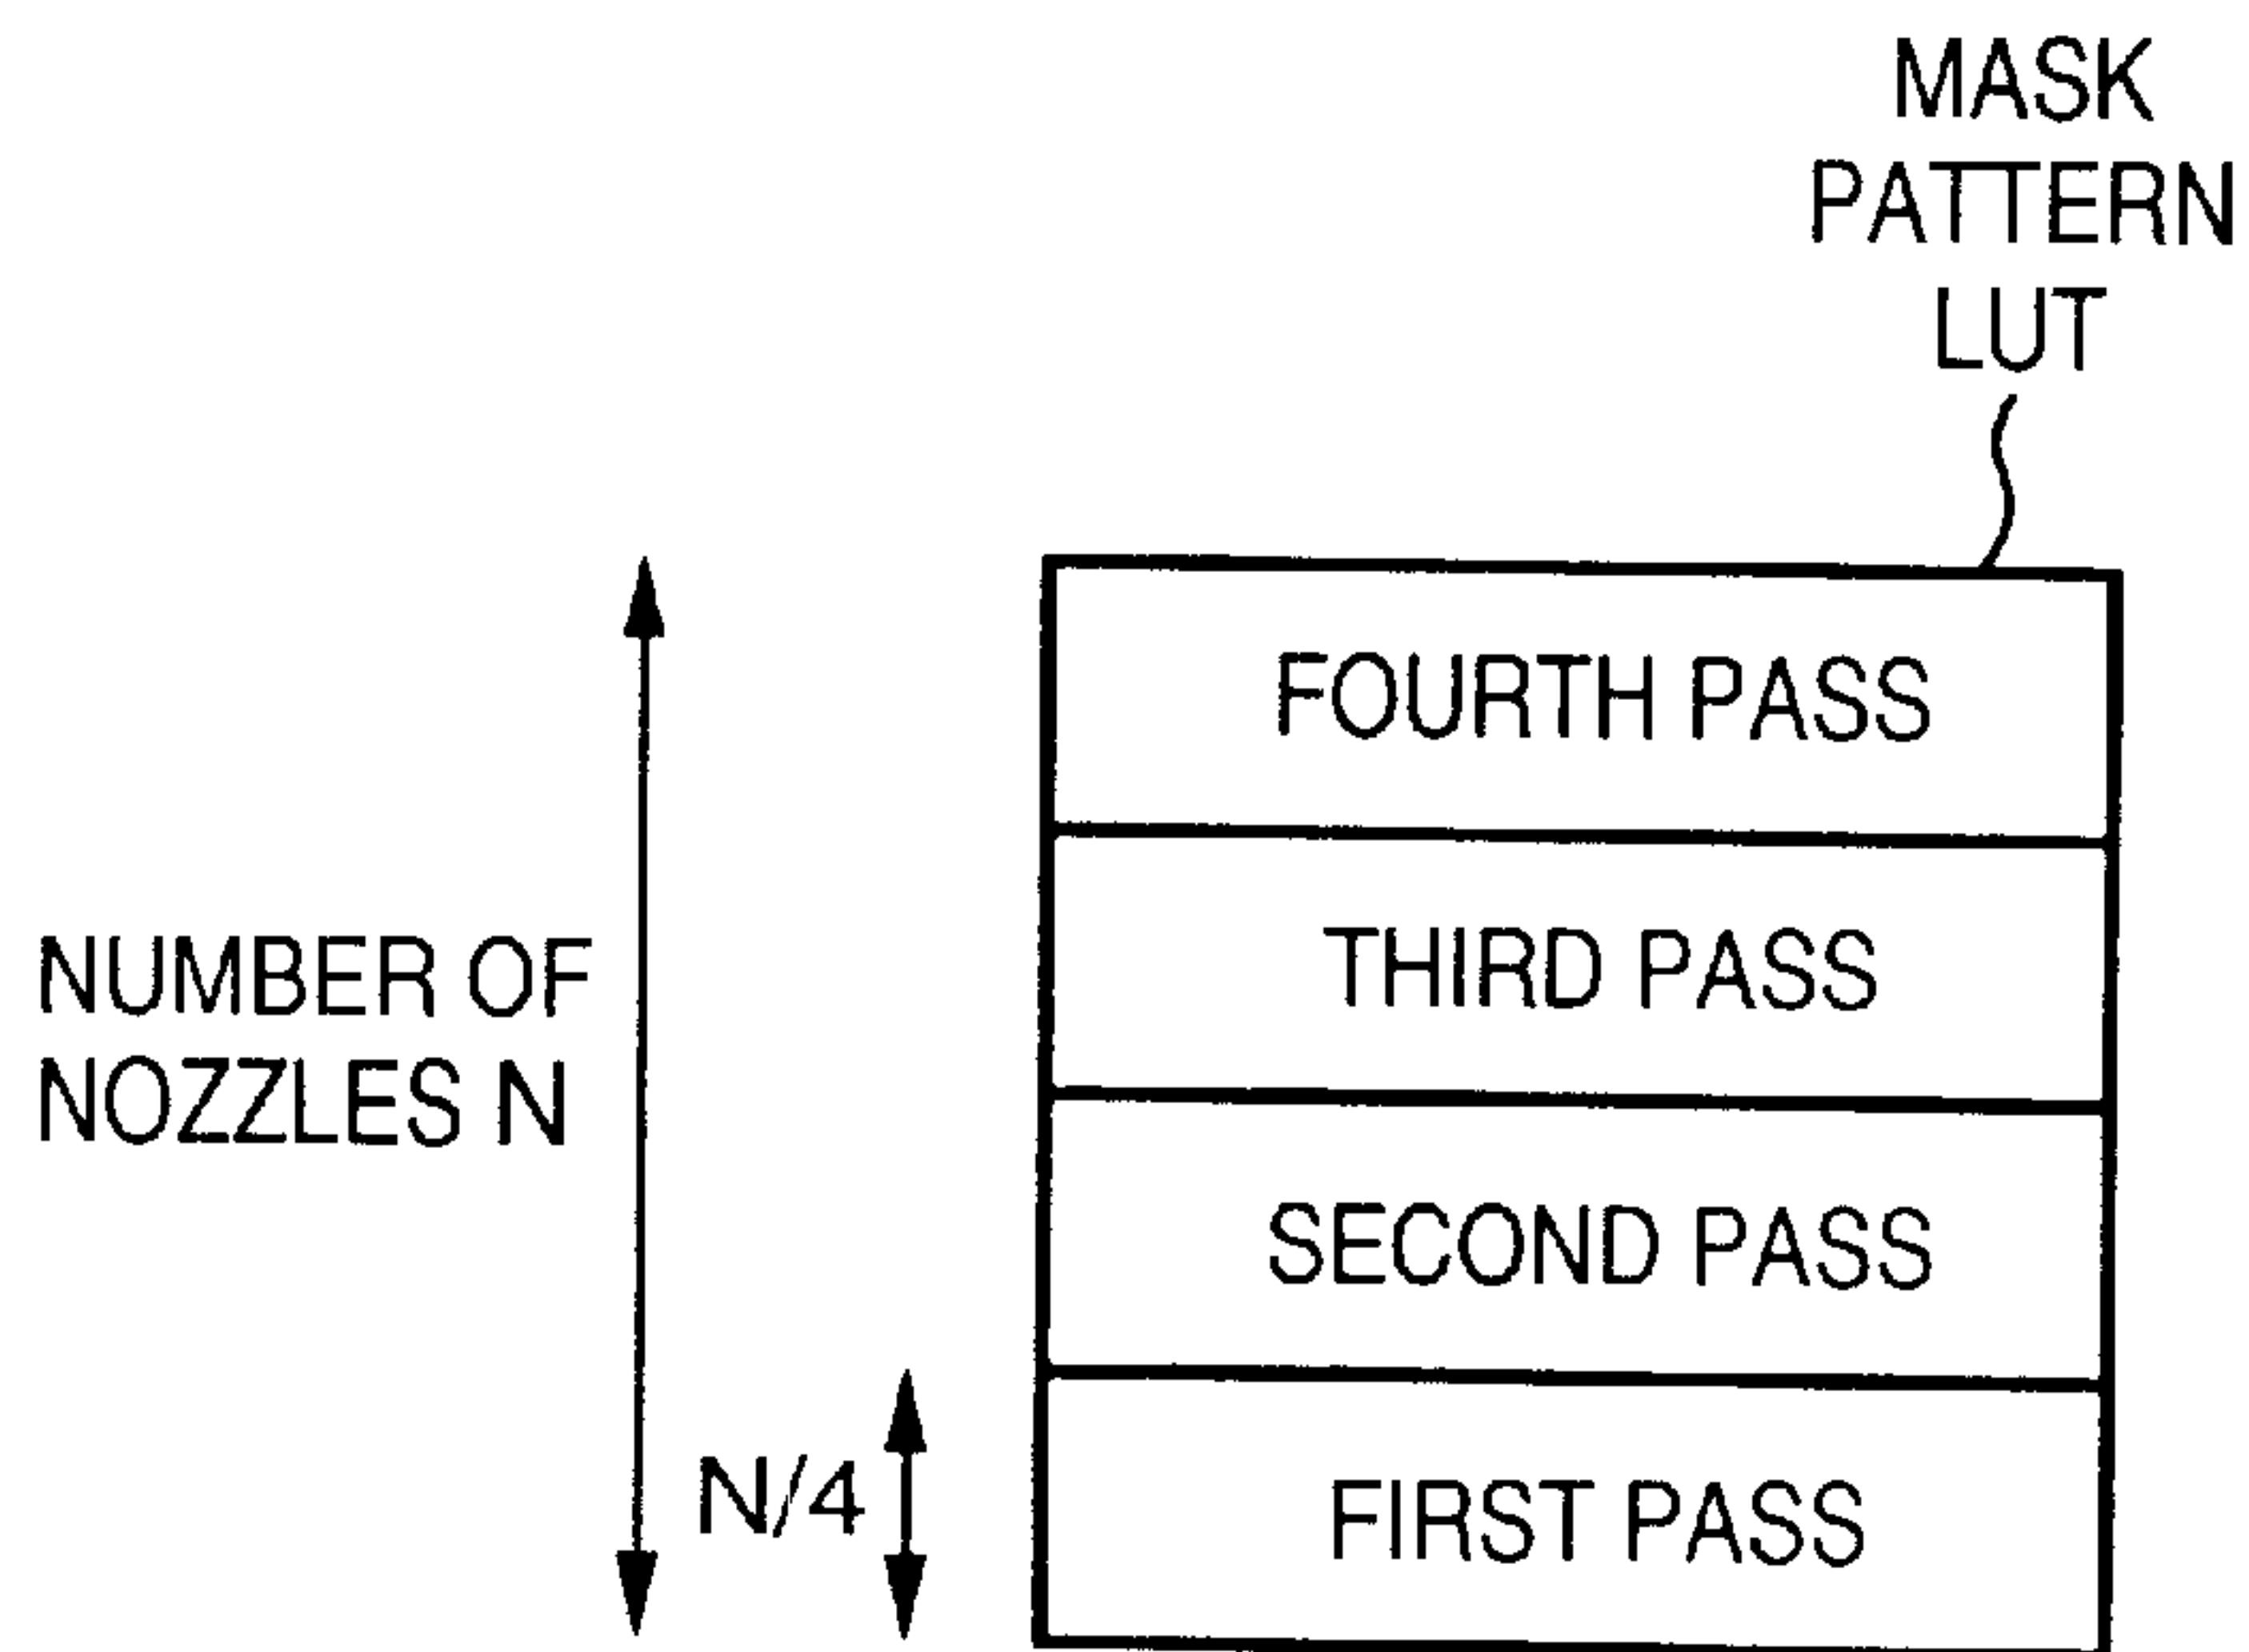 MASK
PATTERN
LUT
FOURTH PASS
THIRD PASS
NUMBER OF
NOZZLES N
SECOND PASS
N/4
FIRST PASS